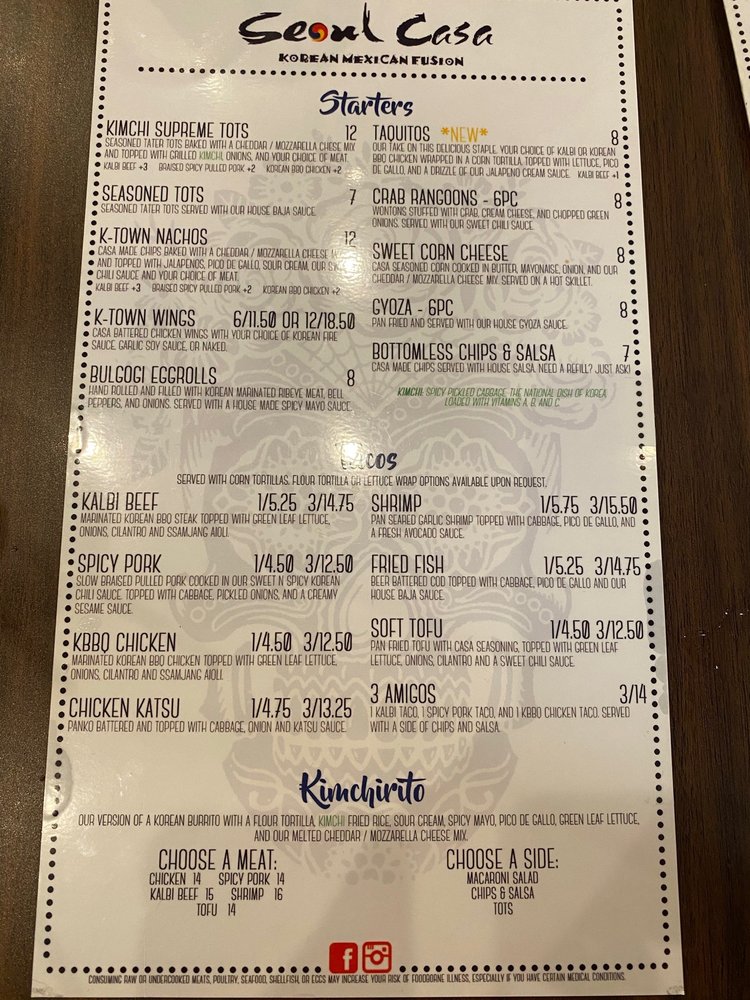 Seoul Casa
KOREAN MEXICAN FUSION
Starters
KIMCHI SUPREME TOTS 12
SEASONED TATER TOTS BAKED WITH A CHEDDAR / MOZZARELLA CHESE MIX
AND TOPPED WITH GRILLED KIMCHI, ONIONS, AND YOUR CHOICE OF MEAT.
KALBI BEEF +3 BRAISED SPICY PULLED PORK +2 KOREAN BBQ CHICKEN +2
SEASONED TOTS 7
SEASONED TATER TOTS SERVED WITH OUR HOUSE BAJA SAUCE.
K-TOWN NACHOS 12
CASA MADE CHIPS BAKED WITH A CHEDDAR / MOZZARELLA CHEESE
AND TOPPED WITH JALAPENOS, PICO DE GALLO, SOUR CREAM, OUR
CHILI SAUCE AND YOUR CHOICE OF MEAT.
KALBI BEEF +3 BRAISED SPICY PULLED PORK +2 KOREAN BBQ CHICKEN +2
K-TOWN WINGS 6/11.50 OR 12/18.50
CASA BATTERED CHICKEN WINGS WITH YOUR CHOICE OF KOREAN FIRE
SAUCE, GARLIC SOY SAUCE, OR NAKED.
BULGOGI EGGROLLS 8
HAND ROLLED AND FILLED WITH KOREAN MARINATED RIBEYE MEAT, BELL
PEPPERS, AND ONIONS. SERVED WITH A HOUSE MADE SPICY MAYO SAUCE.
TAQUITOS *NEW* 8
OUR TAKE ON THIS DELICIOUS STAPLE. YOUR CHOICE OF KALBI OR KOREAN
BBQ CHICKEN WRAPPED IN A CORN TORTILLA, TOPPED WITH LETTUCE, PICO
DE GALLO, AND A DRIZZLE OF OUR JALAPENO CREAM SAUCE. KALBI BEEF +1
CRAB RANGOONS - 6PC 8
WONTONS STUFFED WITH CRAB, CREAM CHEESE, AND CHOPPED GREEN
ONIONS. SERVED WITH OUR SWEET CHILI SAUCE.
SWEET CORN CHEESE 8
CASA SEASONED CORN COOKED IN BUTTER, MAYONAISE, ONION, AND OUR
CHEDDAR / MOZZARELLA CHEESE MIX. SERVED ON A HOT SKILLET.
GYOZA - 6PC 8
PAN FRIED AND SERVED WITH OUR HOUSE GYOZA SAUCE.
BOTTOMLESS CHIPS & SALSA 7
CASA MADE CHIPS SERVED WITH HOUSE SALSA. NEED A REFILL? JUST ASK!
KIMCHI: SPICY PICKLED CABBAGE. THE NATIONAL DISH OF KOREA.
LOADED WITH VITAMINS A, B, AND C
Tacos
SERVED WITH CORN TORTILLAS. FLOUR TORTILLA OR LETTUCE WRAP OPTIONS AVAILABLE UPON REQUEST.
KALBI BEEF 1/5.25 3/14.75
MARINATED KOREAN BBQ STEAK TOPPED WITH GREEN LEAF LETTUCE,
ONIONS, CILANTRO AND SSAMJANG AIOLI.
SPICY PORK 1/4.50 3/12.50
SLOW BRAISED PULLED PORK COOKED IN OUR SWEET N SPICY KOREAN
CHILI SAUCE. TOPPED WITH CABBAGE, PICKLED ONIONS, AND A CREAMY
SESAME SAUCE.
KBBQ CHICKEN 1/4.50 3/12.50
MARINATED KOREAN BBQ CHICKEN TOPPED WITH GREEN LEAF LETTUCE,
ONIONS, CILANTRO AND SSAMJANG AIOLI.
CHICKEN KATSU 1/4.75 3/13.25
PANKO BATTERED AND TOPPED WITH CABBAGE, ONION AND KATSU SAUCE.
SHRIMP 1/5.75 3/15.50
PAN SEARED GARLIC SHRIMP TOPPED WITH CABBAGE, PICO DE GALLO, AND
A FRESH AVOCADO SAUCE.
FRIED FISH 1/5.25 3/14.75
BEER BATTERED COD TOPPED WITH CABBAGE, PICO DE GALLO AND OUR
HOUSE BAJA SAUCE.
SOFT TOFU 1/4.50 3/12.50
PAN FRIED TOFU WITH CASA SEASONING, TOPPED WITH GREEN LEAF
LETTUCE, ONIONS, CILANTRO AND A SWEET CHILI SAUCE.
3 AMIGOS 3/14
1 KALBI TACO, 1 SPICY PORK TACO, AND 1 KBBQ CHICKEN TACO. SERVED
WITH A SIDE OF CHIPS AND SALSA.
Kimchirito
OUR VERSION OF A KOREAN BURRITO WITH A FLOUR TORTILLA, KIMCHI FRIED RICE, SOUR CREAM, SPICY MAYO, PICO DE GALLO, GREEN LEAF LETTUCE,
AND OUR MELTED CHEDDAR / MOZZARELLA CHEESE MIX.
CHOOSE A MEAT:
CHICKEN 14 SPICY PORK 14
KALBI BEEF 15 SHRIMP 16
TOFU 14
CHOOSE A SIDE:
MACARONI SALAD
CHIPS & SALSA
TOTS
CONSUMING RAW OR UNDERCOOKED MEATS, POULTRY, SEAFOOD, SHELLFISH, OR EGGS MAY INCREASE YOUR RISK OF FOODBORNE ILLNESS, ESPECIALLY IF YOU HAVE CERTAIN MEDICAL CONDITIONS.